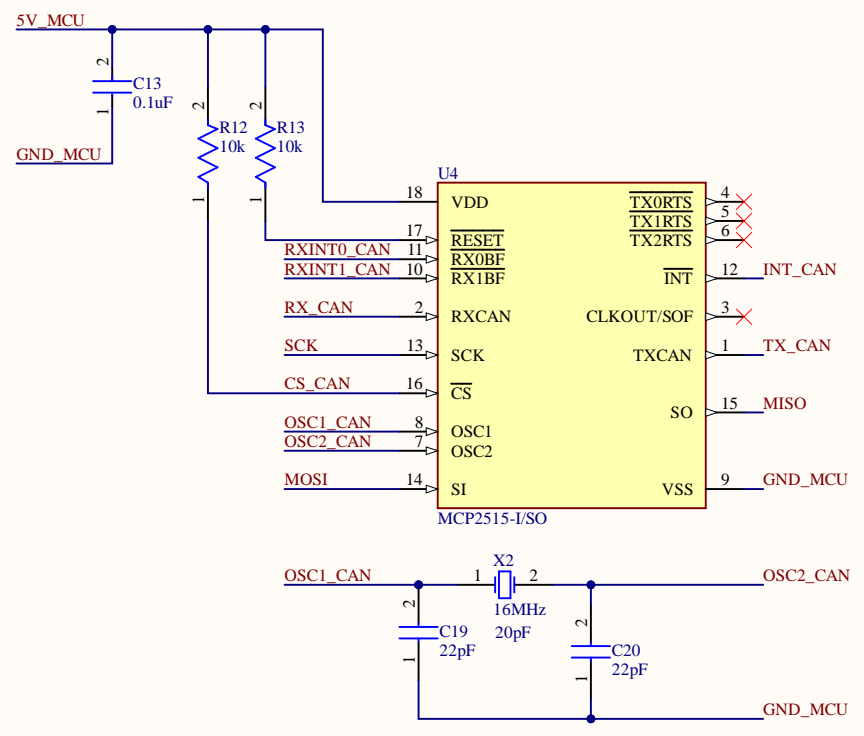 5V_MCU
2
C13
0.1uF
1
GND_MCU
2
R12
10k
1
2
R13
10k
1
U4
18 VDD
17 RESET
RXINT0_CAN 11 RX0BF
RXINT1_CAN 10 RX1BF
RX_CAN 2 RXCAN
SCK 13 SCK
CS_CAN 16 CS
OSC1_CAN 8 OSC1
OSC2_CAN 7 OSC2
MOSI 14 SI
TX0RTS 4
TX1RTS 5
TX2RTS 6
INT 12 INT_CAN
CLKOUT/SOF 3
TXCAN 1 TX_CAN
SO 15 MISO
VSS 9 GND_MCU
MCP2515-I/SO
OSC1_CAN
X2
1 2
16MHz
20pF
OSC2_CAN
2
C19
22pF
1
2
C20
22pF
1
GND_MCU